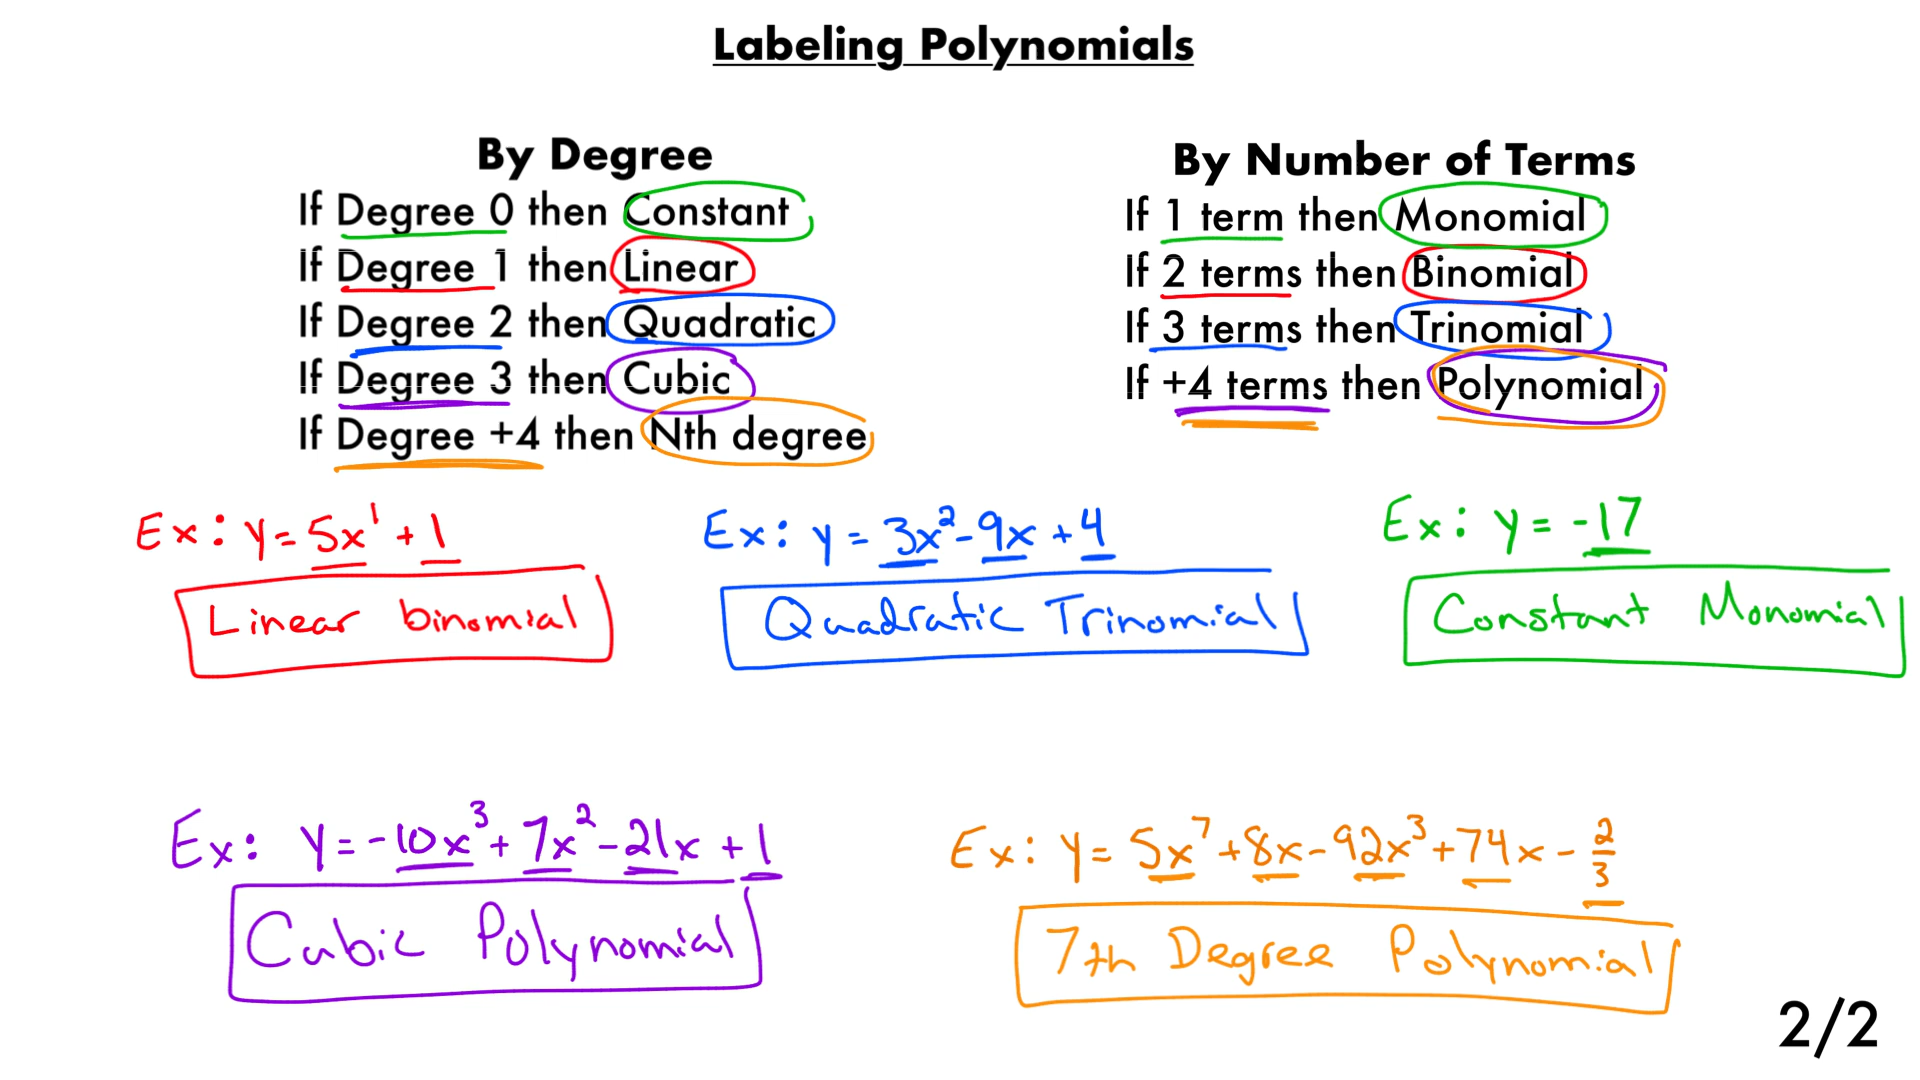 Labeling Polynomials
By Degree
If Degree 0 then Constant
If Degree 1 then Linear
If Degree 2 then Quadratic
If Degree 3 then Cubic
If Degree +4 then Nth degree
By Number of Terms
If 1 term then Monomial
If 2 terms then Binomial
If 3 terms then Trinomial
If +4 terms then Polynomial
Ex: y = 5x¹ + 1
Linear binomial
Ex: y = 3x² - 9x + 4
Quadratic Trinomial
Ex: y = -17
Constant Monomial
Ex: y = -10x³ + 7x² - 21x + 1
Cubic Polynomial
Ex: y = 5x⁷ + 8x - 92x³ + 74x - 2/3
7th Degree Polynomial
2/2